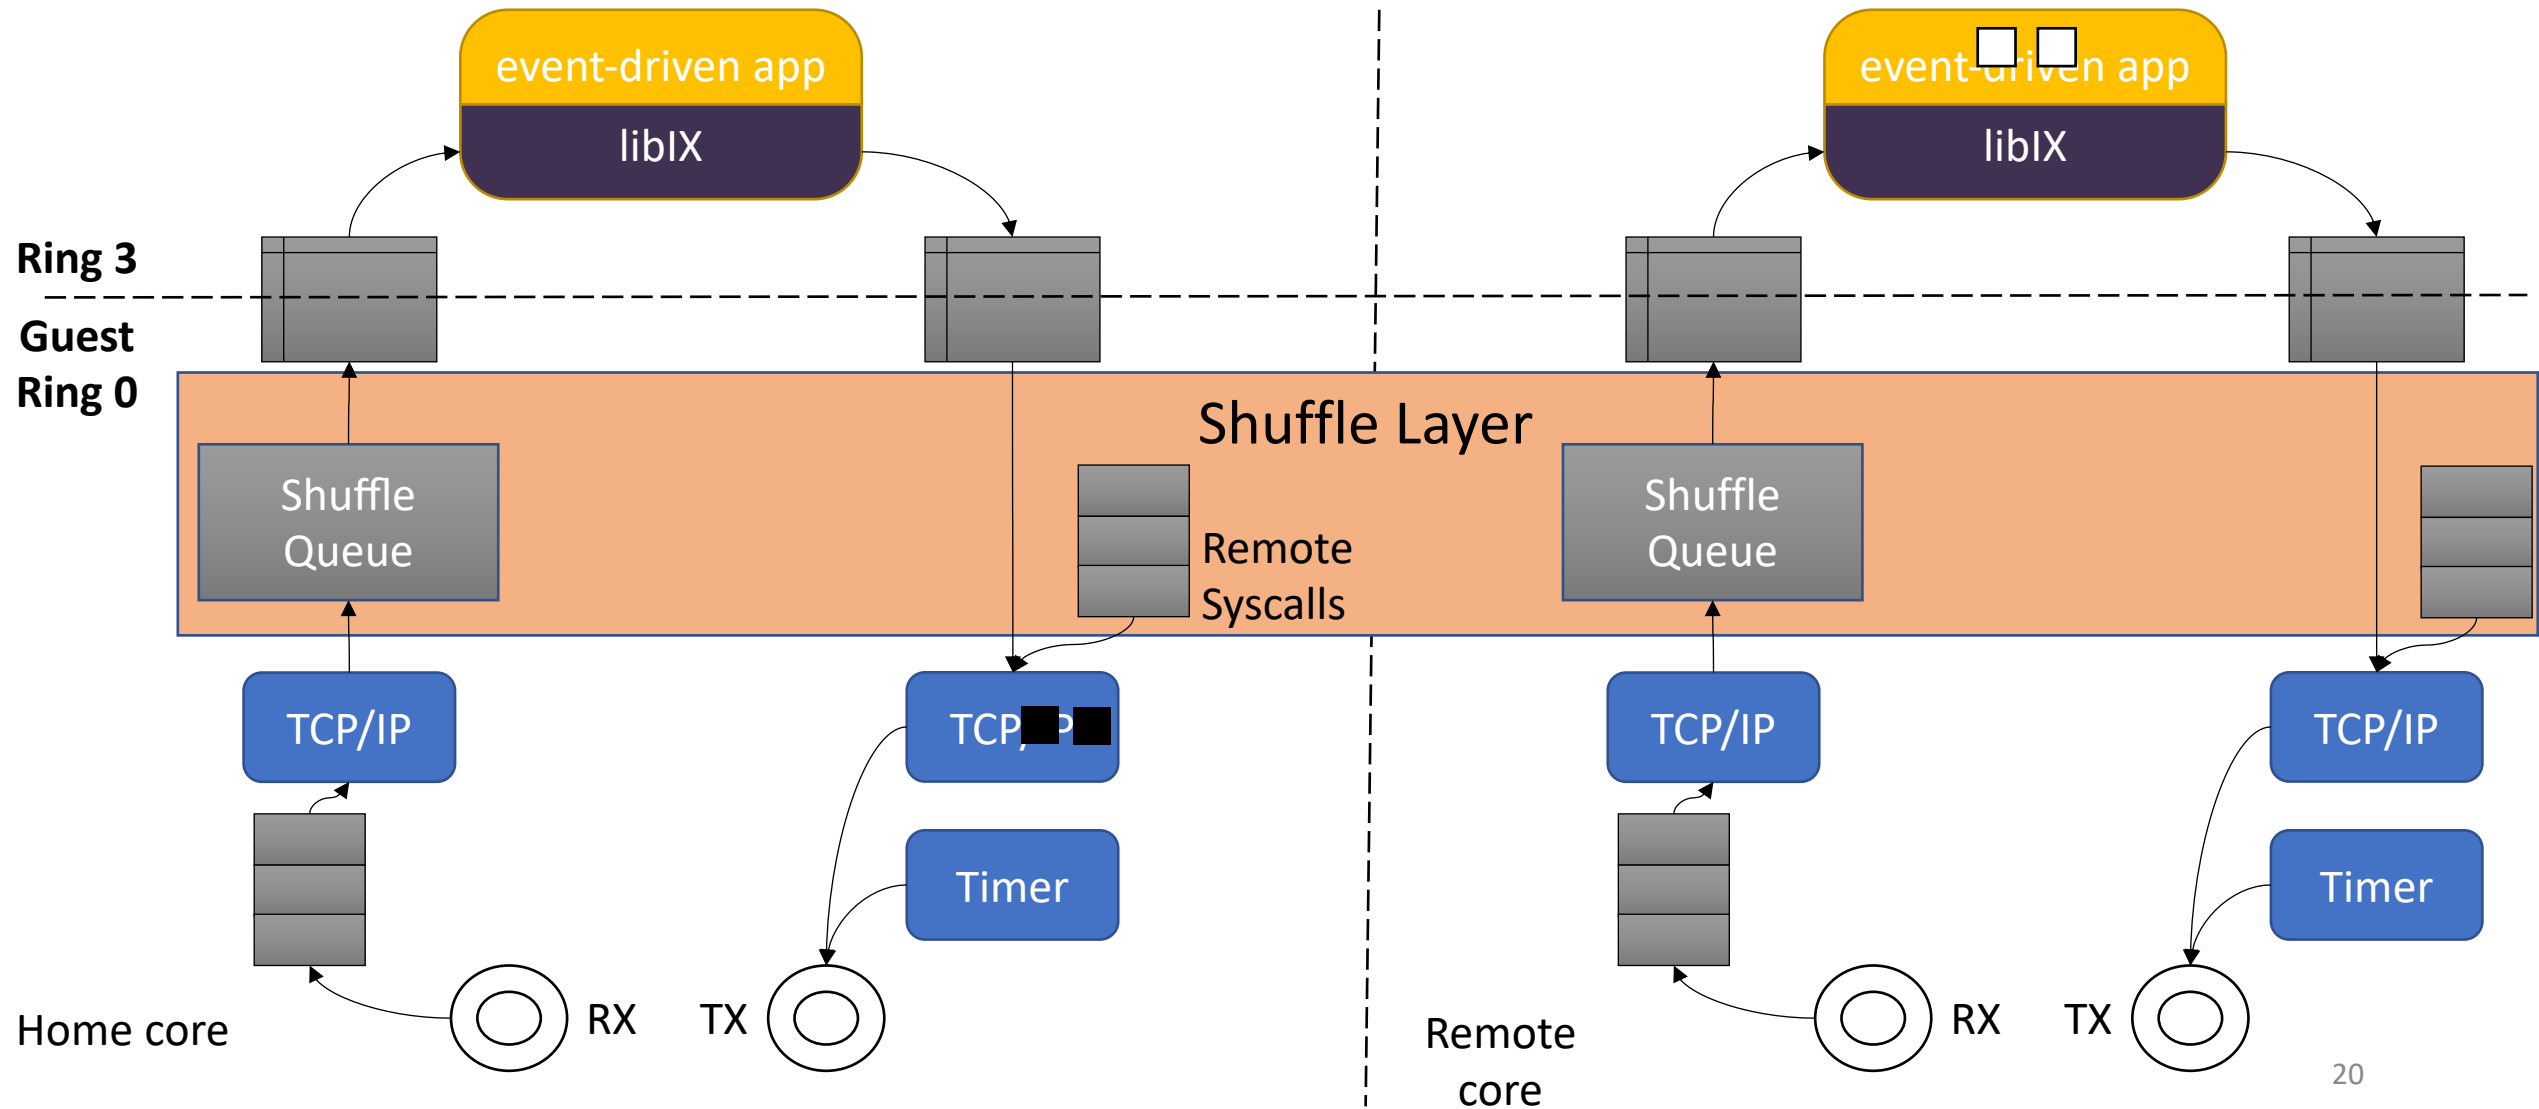 event-driven app
libIX
event-driven app
libIX
Ring 3
Guest
Ring 0
Shuffle Layer
Shuffle
Queue
Remote
Syscalls
Shuffle
Queue
TCP/IP
TCP/IP
TCP/IP
TCP/IP
Timer
Timer
Home core
RX
TX
Remote
core
RX
TX
20